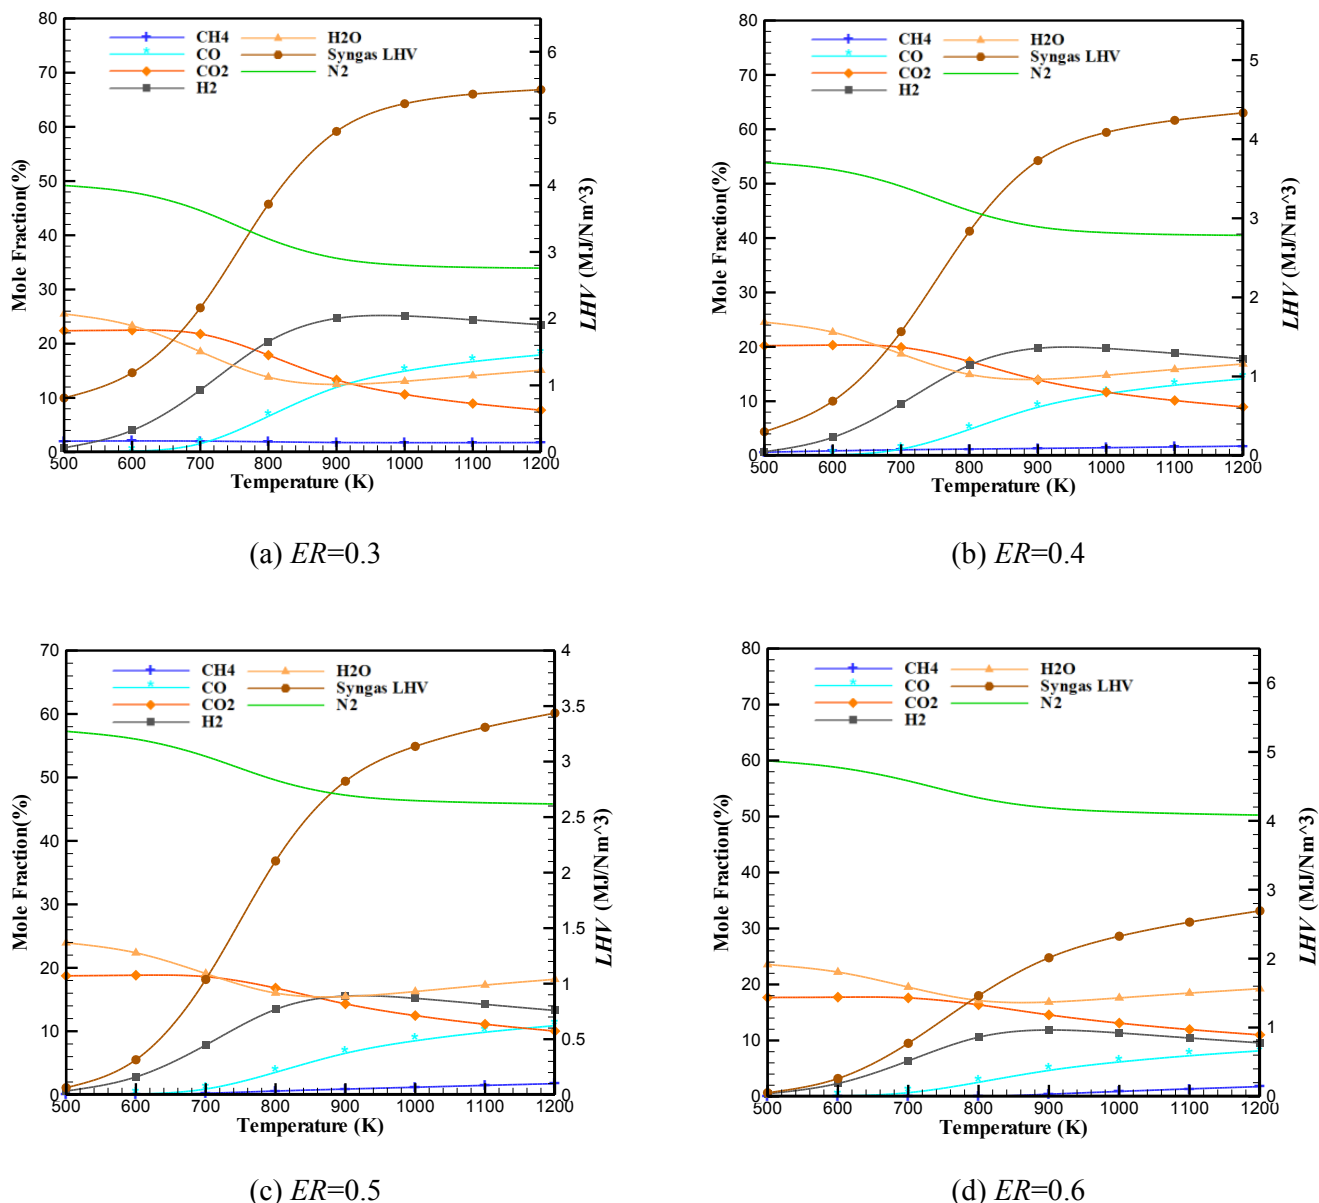 80
70
60
50
40
30
20
10
0
Mole Fraction(%)
CH4
CO
CO2
H2
H2O
Syngas LHV
N2
6
5
4
3
2
1
0
LHV (MJ/Nm^3)
500 600 700 800 900 1000 1100 1200
Temperature (K)
(a) ER=0.3
80
70
60
50
40
30
20
10
0
Mole Fraction(%)
CH4
CO
CO2
H2
H2O
Syngas LHV
N2
5
4
3
2
1
0
LHV (MJ/Nm^3)
500 600 700 800 900 1000 1100 1200
Temperature (K)
(b) ER=0.4
70
60
50
40
30
20
10
0
Mole Fraction(%)
CH4
CO
CO2
H2
H2O
Syngas LHV
N2
4
3.5
3
2.5
2
1.5
1
0.5
0
LHV (MJ/Nm^3)
500 600 700 800 900 1000 1100 1200
Temperature (K)
(c) ER=0.5
80
70
60
50
40
30
20
10
0
Mole Fraction(%)
CH4
CO
CO2
H2
H2O
Syngas LHV
N2
6
5
4
3
2
1
0
LHV (MJ/Nm^3)
500 600 700 800 900 1000 1100 1200
Temperature (K)
(d) ER=0.6